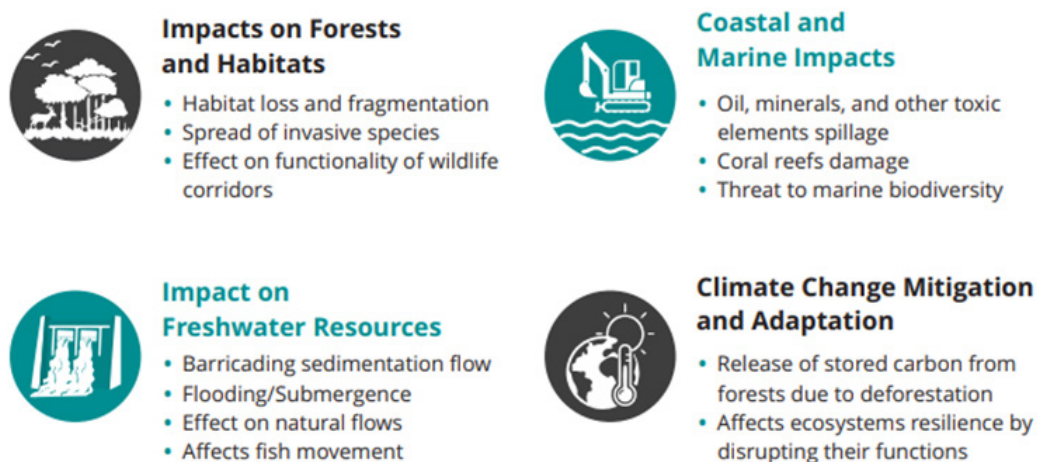 Impacts on Forests
and Habitats
• Habitat loss and fragmentation
• Spread of invasive species
• Effect on functionality of wildlife
corridors
Coastal and
Marine Impacts
• Oil, minerals, and other toxic
elements spillage
• Coral reefs damage
• Threat to marine biodiversity
Impact on
Freshwater Resources
• Barricading sedimentation flow
• Flooding/Submergence
• Effect on natural flows
• Affects fish movement
Climate Change Mitigation
and Adaptation
• Release of stored carbon from
forests due to deforestation
• Affects ecosystems resilience by
disrupting their functions